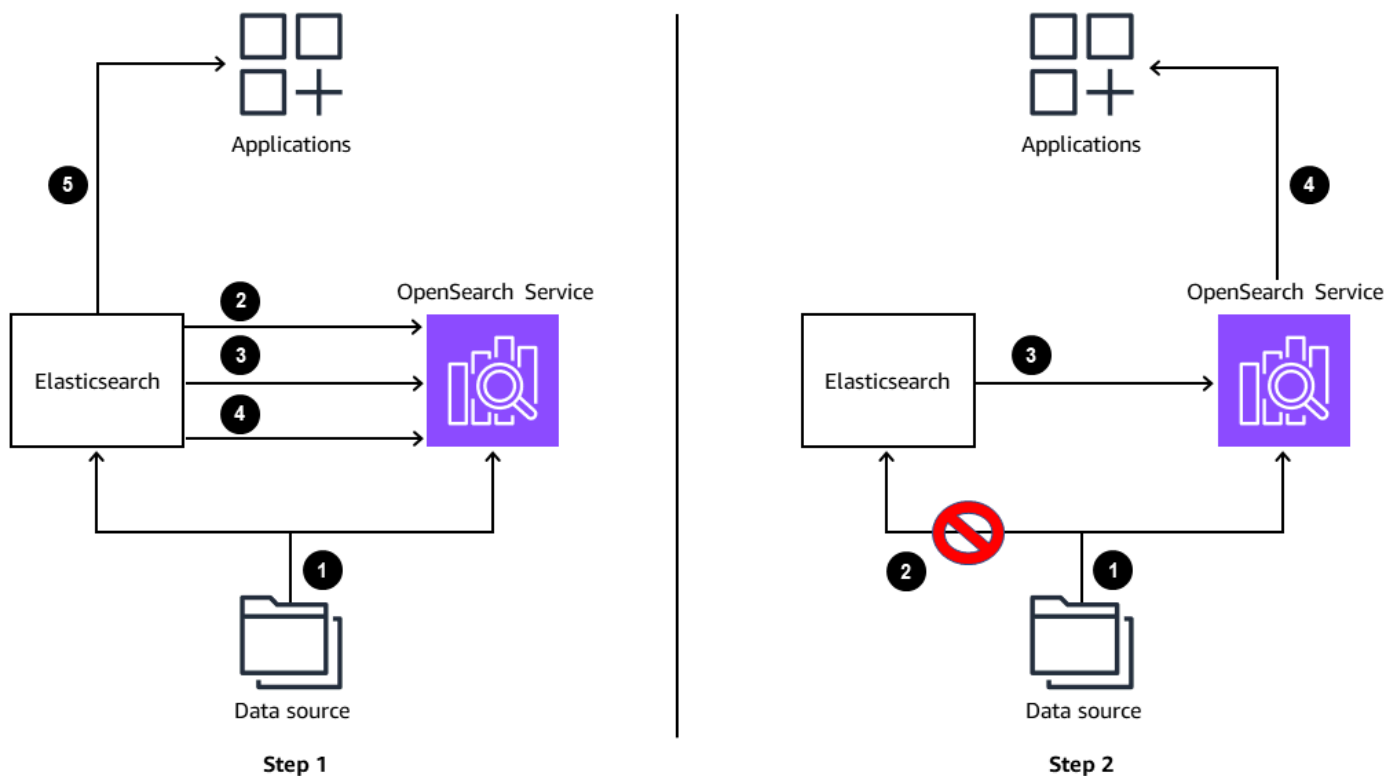 Applications
5
2
OpenSearch Service
3
Elasticsearch
4
1
Data source
Step 1
Applications
4
OpenSearch Service
3
Elasticsearch
2
1
Data source
Step 2